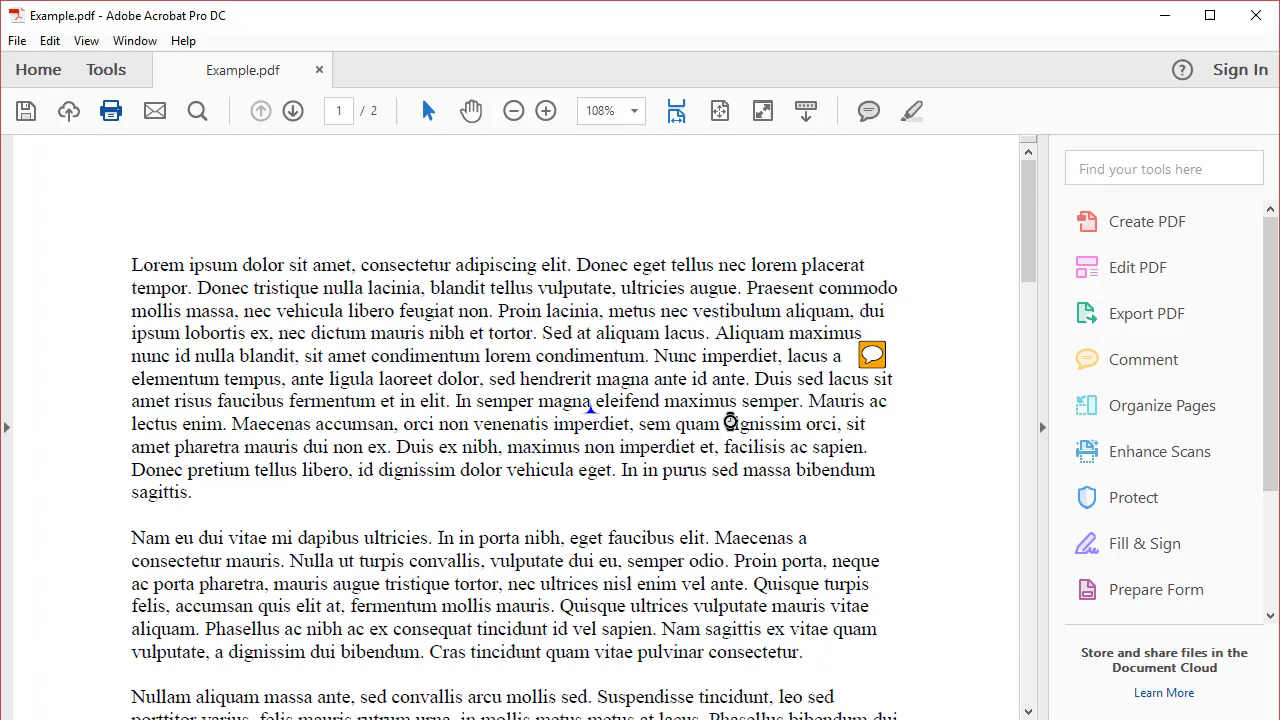 Example.pdf - Adobe Acrobat Pro DC
File Edit View Window Help
Home Tools Example.pdf Sign In
1 / 2 108%
Find your tools here
Create PDF
Edit PDF
Export PDF
Comment
Organize Pages
Enhance Scans
Protect
Fill & Sign
Prepare Form
Store and share files in the
Document Cloud
Learn More
Lorem ipsum dolor sit amet, consectetur adipiscing elit. Donec eget tellus nec lorem placerat
tempor. Donec tristique nulla lacinia, blandit tellus vulputate, ultricies augue. Praesent commodo
mollis massa, nec vehicula libero feugiat non. Proin lacinia, metus nec vestibulum aliquam, dui
ipsum lobortis ex, nec dictum mauris nibh et tortor. Sed at aliquam lacus. Aliquam maximus
nunc id nulla blandit, sit amet condimentum lorem condimentum. Nunc imperdiet, lacus a
elementum tempus, ante ligula laoreet dolor, sed hendrerit magna ante id ante. Duis sed lacus sit
amet risus faucibus fermentum et in elit. In semper magna eleifend maximus semper. Mauris ac
lectus enim. Maecenas accumsan, orci non venenatis imperdiet, sem quam dignissim orci, sit
amet pharetra mauris dui non ex. Duis ex nibh, maximus non imperdiet et, facilisis ac sapien.
Donec pretium tellus libero, id dignissim dolor vehicula eget. In in purus sed massa bibendum
sagittis.
Nam eu dui vitae mi dapibus ultricies. In in porta nibh, eget faucibus elit. Maecenas a
consectetur mauris. Nulla ut turpis convallis, vulputate dui eu, semper odio. Proin porta, neque
ac porta pharetra, mauris augue tristique tortor, nec ultrices nisl enim vel ante. Quisque turpis
felis, accumsan quis elit at, fermentum mollis mauris. Quisque ultrices vulputate mauris vitae
aliquam. Phasellus ac nibh ac ex consequat tincidunt id vel sapien. Nam sagittis ex vitae quam
vulputate, a dignissim dui bibendum. Cras tincidunt quam vitae pulvinar consectetur.
Nullam aliquam massa ante, sed convallis arcu mollis sed. Suspendisse tincidunt, leo sed
porttitor varius, felis mauris rutrum urna, in mollis metus metus at lacus. Phasellus bibendum dui